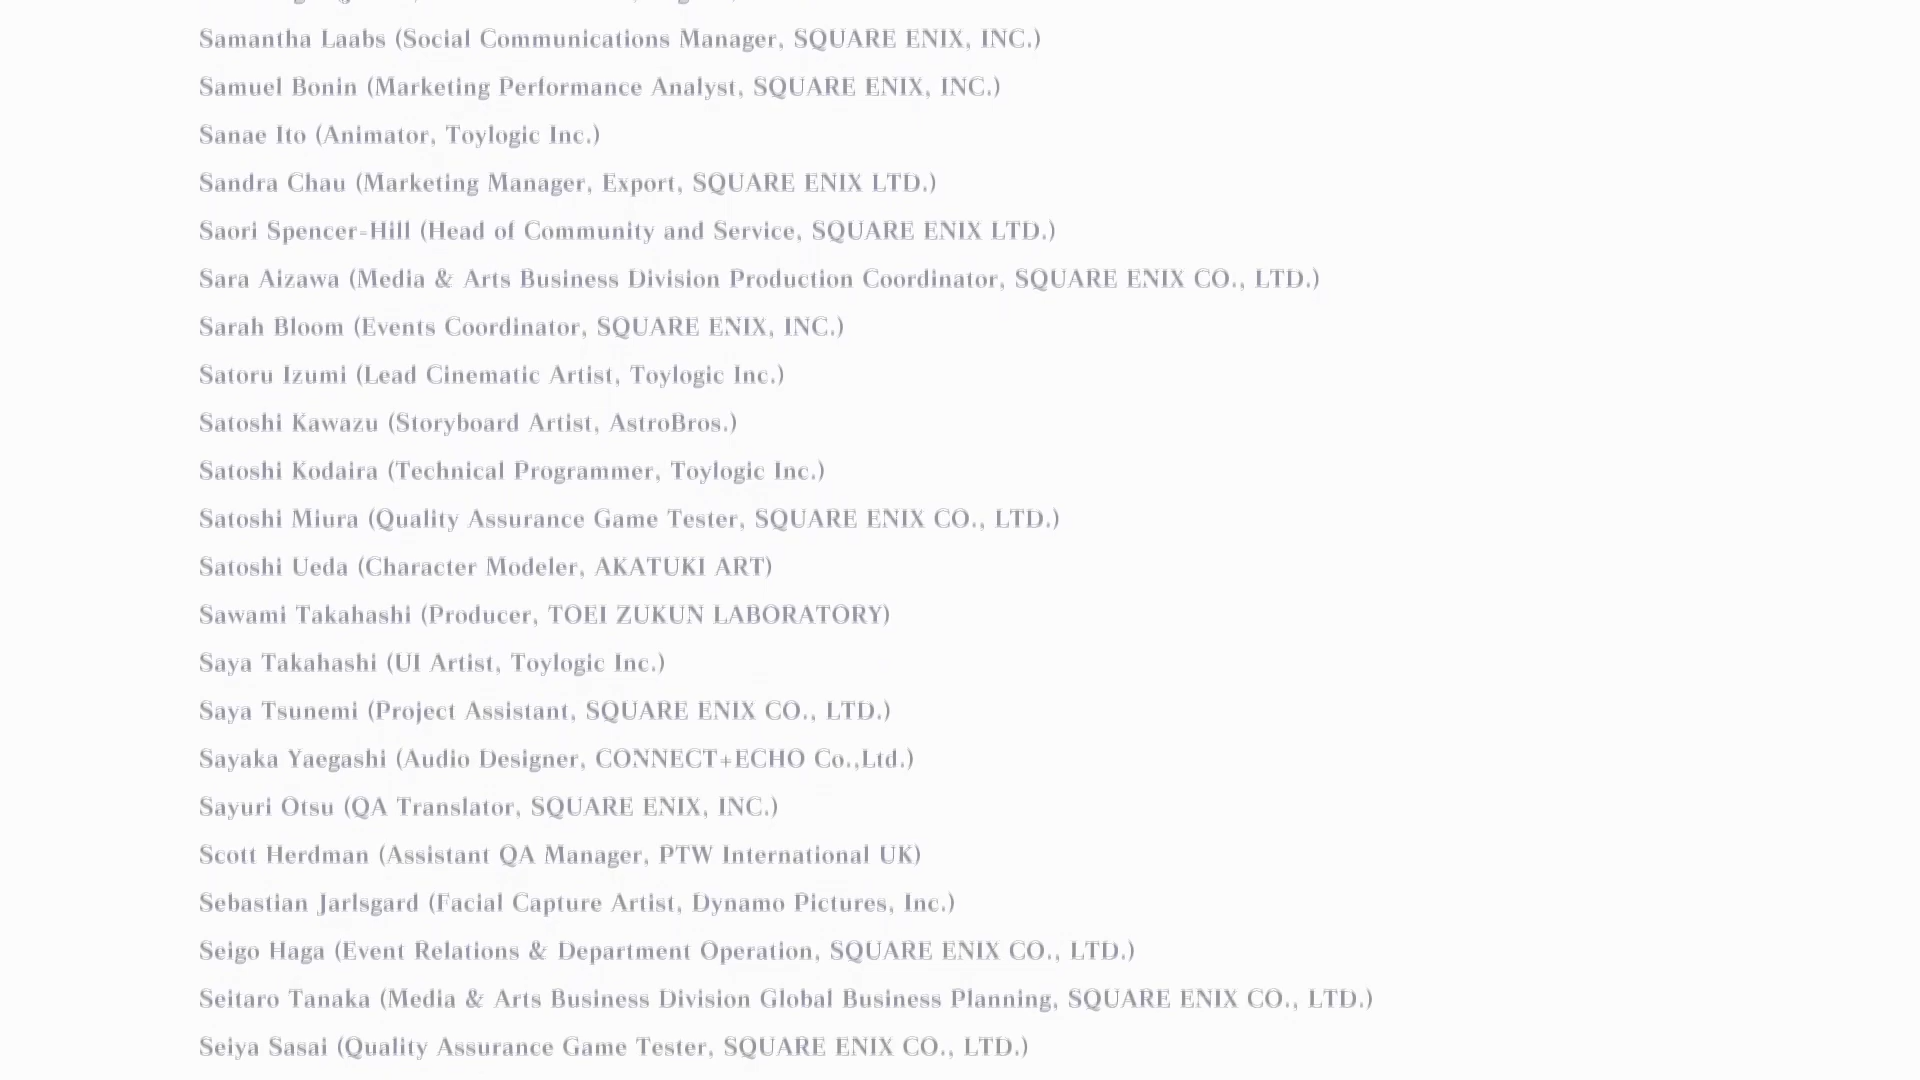 Samantha Laabs (Social Communications Manager, SQUARE ENIX, INC.)
Samuel Bonin (Marketing Performance Analyst, SQUARE ENIX, INC.)
Sanae Ito (Animator, Toylogic Inc.)
Sandra Chau (Marketing Manager, Export, SQUARE ENIX LTD.)
Saori Spencer-Hill (Head of Community and Service, SQUARE ENIX LTD.)
Sara Aizawa (Media & Arts Business Division Production Coordinator, SQUARE ENIX CO., LTD.)
Sarah Bloom (Events Coordinator, SQUARE ENIX, INC.)
Satoru Izumi (Lead Cinematic Artist, Toylogic Inc.)
Satoshi Kawazu (Storyboard Artist, AstroBros.)
Satoshi Kodaira (Technical Programmer, Toylogic Inc.)
Satoshi Miura (Quality Assurance Game Tester, SQUARE ENIX CO., LTD.)
Satoshi Ueda (Character Modeler, AKATUKI ART)
Sawami Takahashi (Producer, TOEI ZUKUN LABORATORY)
Saya Takahashi (UI Artist, Toylogic Inc.)
Saya Tsunemi (Project Assistant, SQUARE ENIX CO., LTD.)
Sayaka Yaegashi (Audio Designer, CONNECT+ECHO Co.,Ltd.)
Sayuri Otsu (QA Translator, SQUARE ENIX, INC.)
Scott Herdman (Assistant QA Manager, PTW International UK)
Sebastian Jarlsgard (Facial Capture Artist, Dynamo Pictures, Inc.)
Seigo Haga (Event Relations & Department Operation, SQUARE ENIX CO., LTD.)
Seitaro Tanaka (Media & Arts Business Division Global Business Planning, SQUARE ENIX CO., LTD.)
Seiya Sasai (Quality Assurance Game Tester, SQUARE ENIX CO., LTD.)